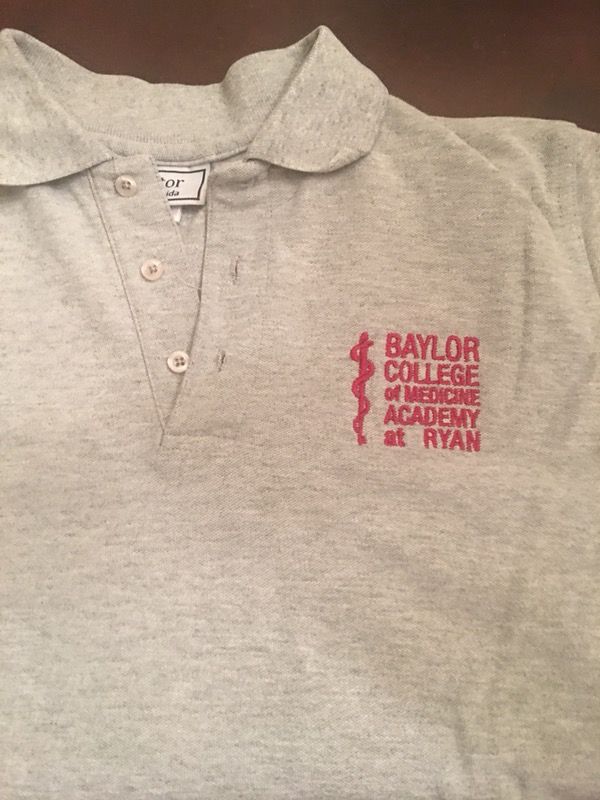 BAYLOR
COLLEGE
of MEDICINE
ACADEMY
at RYAN